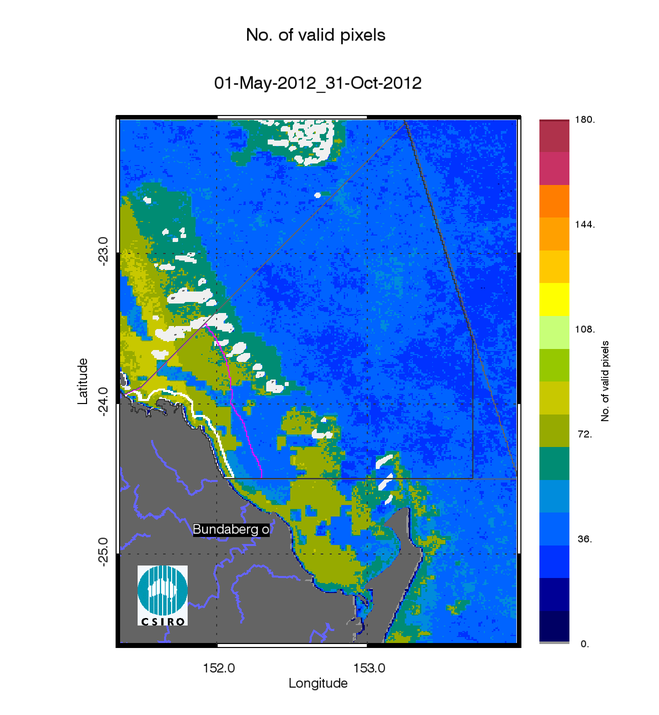 No. of valid pixels
01-May-2012_31-Oct-2012
180.
144.
108.
72.
36.
0.
No. of valid pixels
-23.0
-24.0
-25.0
Latitude
Bundaberg o
CSIRO
152.0
153.0
Longitude